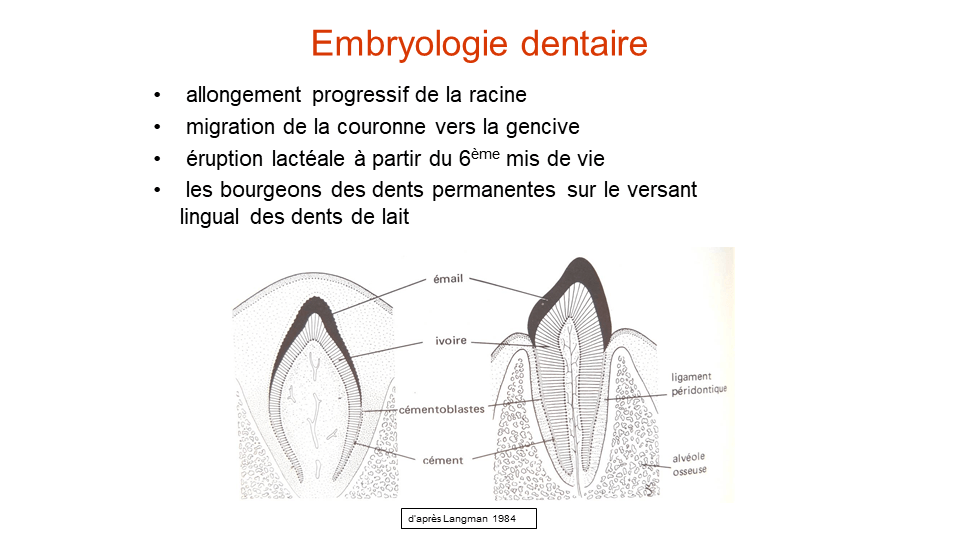 Embryologie dentaire
• allongement progressif de la racine
• migration de la couronne vers la gencive
• éruption lactéale à partir du 6ème mis de vie
• les bourgeons des dents permanentes sur le versant
lingual des dents de lait
émail
ivoire
ligament
péridontique
cémentoblastes
cément
alvéole
osseuse
d'après Langman 1984